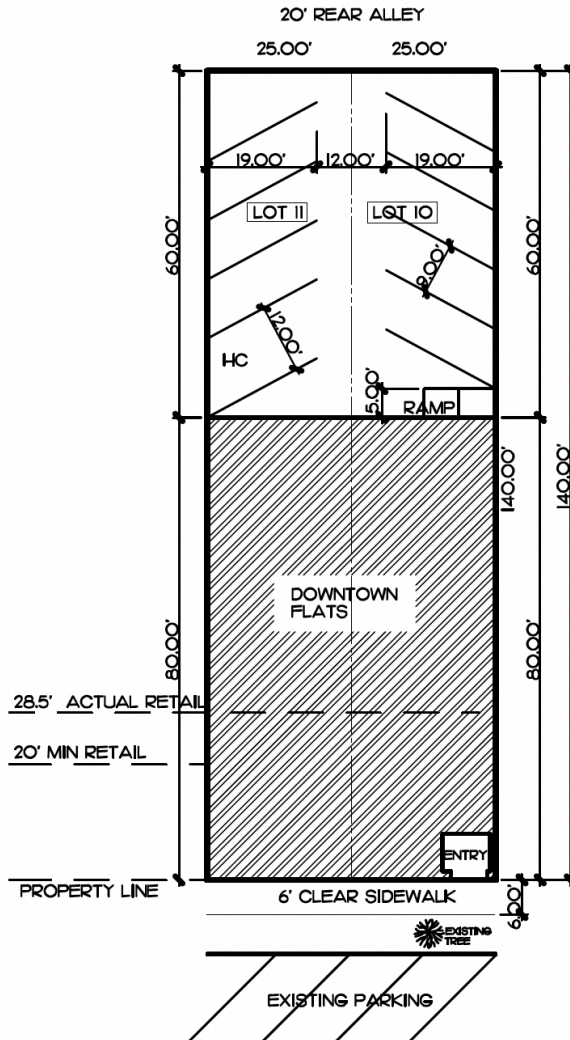 20' REAR ALLEY
25.00' 25.00'
19.00' 12.00' 19.00'
LOT 11 LOT 10
60.00' 60.00'
9.00'
12.00'
HC
5.00'
RAMP
140.00' 140.00'
DOWNTOWN
FLATS
80.00' 80.00'
28.5' ACTUAL RETAIL
20' MIN RETAIL
ENTRY
PROPERTY LINE
6' CLEAR SIDEWALK
6.00'
EXISTING
TREE
EXISTING PARKING